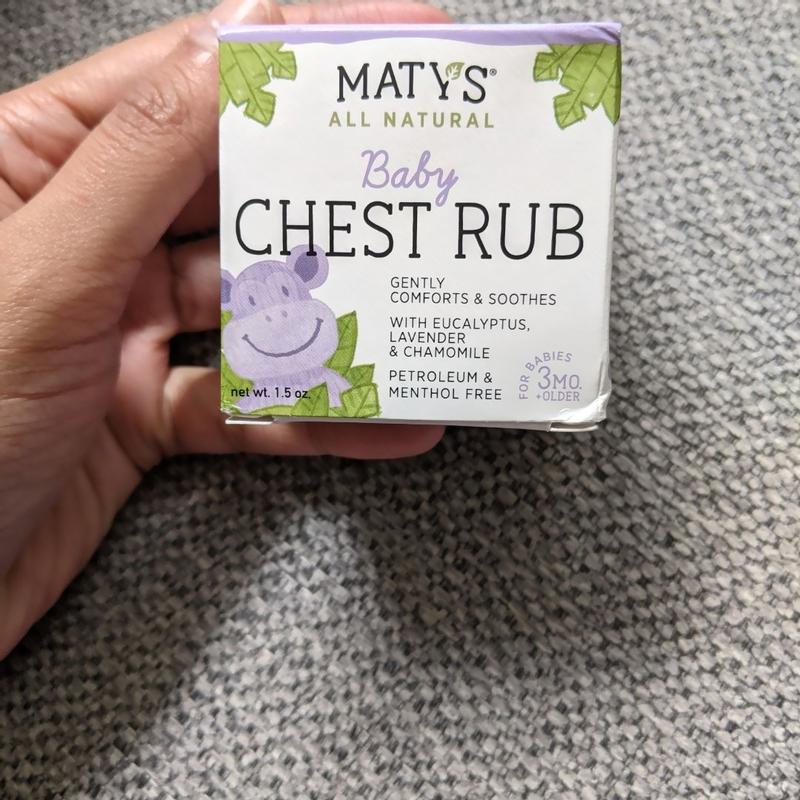 MATY'S®
ALL NATURAL
Baby
CHEST RUB
GENTLY
COMFORTS & SOOTHES
WITH EUCALYPTUS,
LAVENDER
& CHAMOMILE
PETROLEUM &
MENTHOL FREE
FOR BABIES
3MO.
+OLDER
net wt. 1.5 oz.